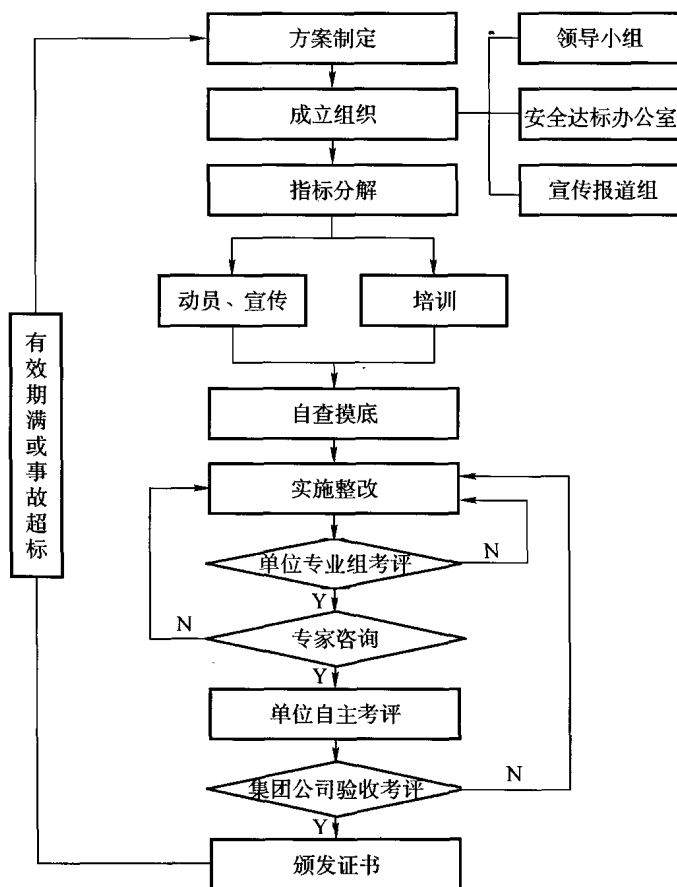 方案制定
领导小组
成立组织
安全达标办公室
指标分解
宣传报道组
动员、宣传
培训
有效期满或事故超标
自查摸底
实施整改
单位专业组考评
N
Y
N
专家咨询
Y
单位自主考评
集团公司验收考评
N
Y
颁发证书